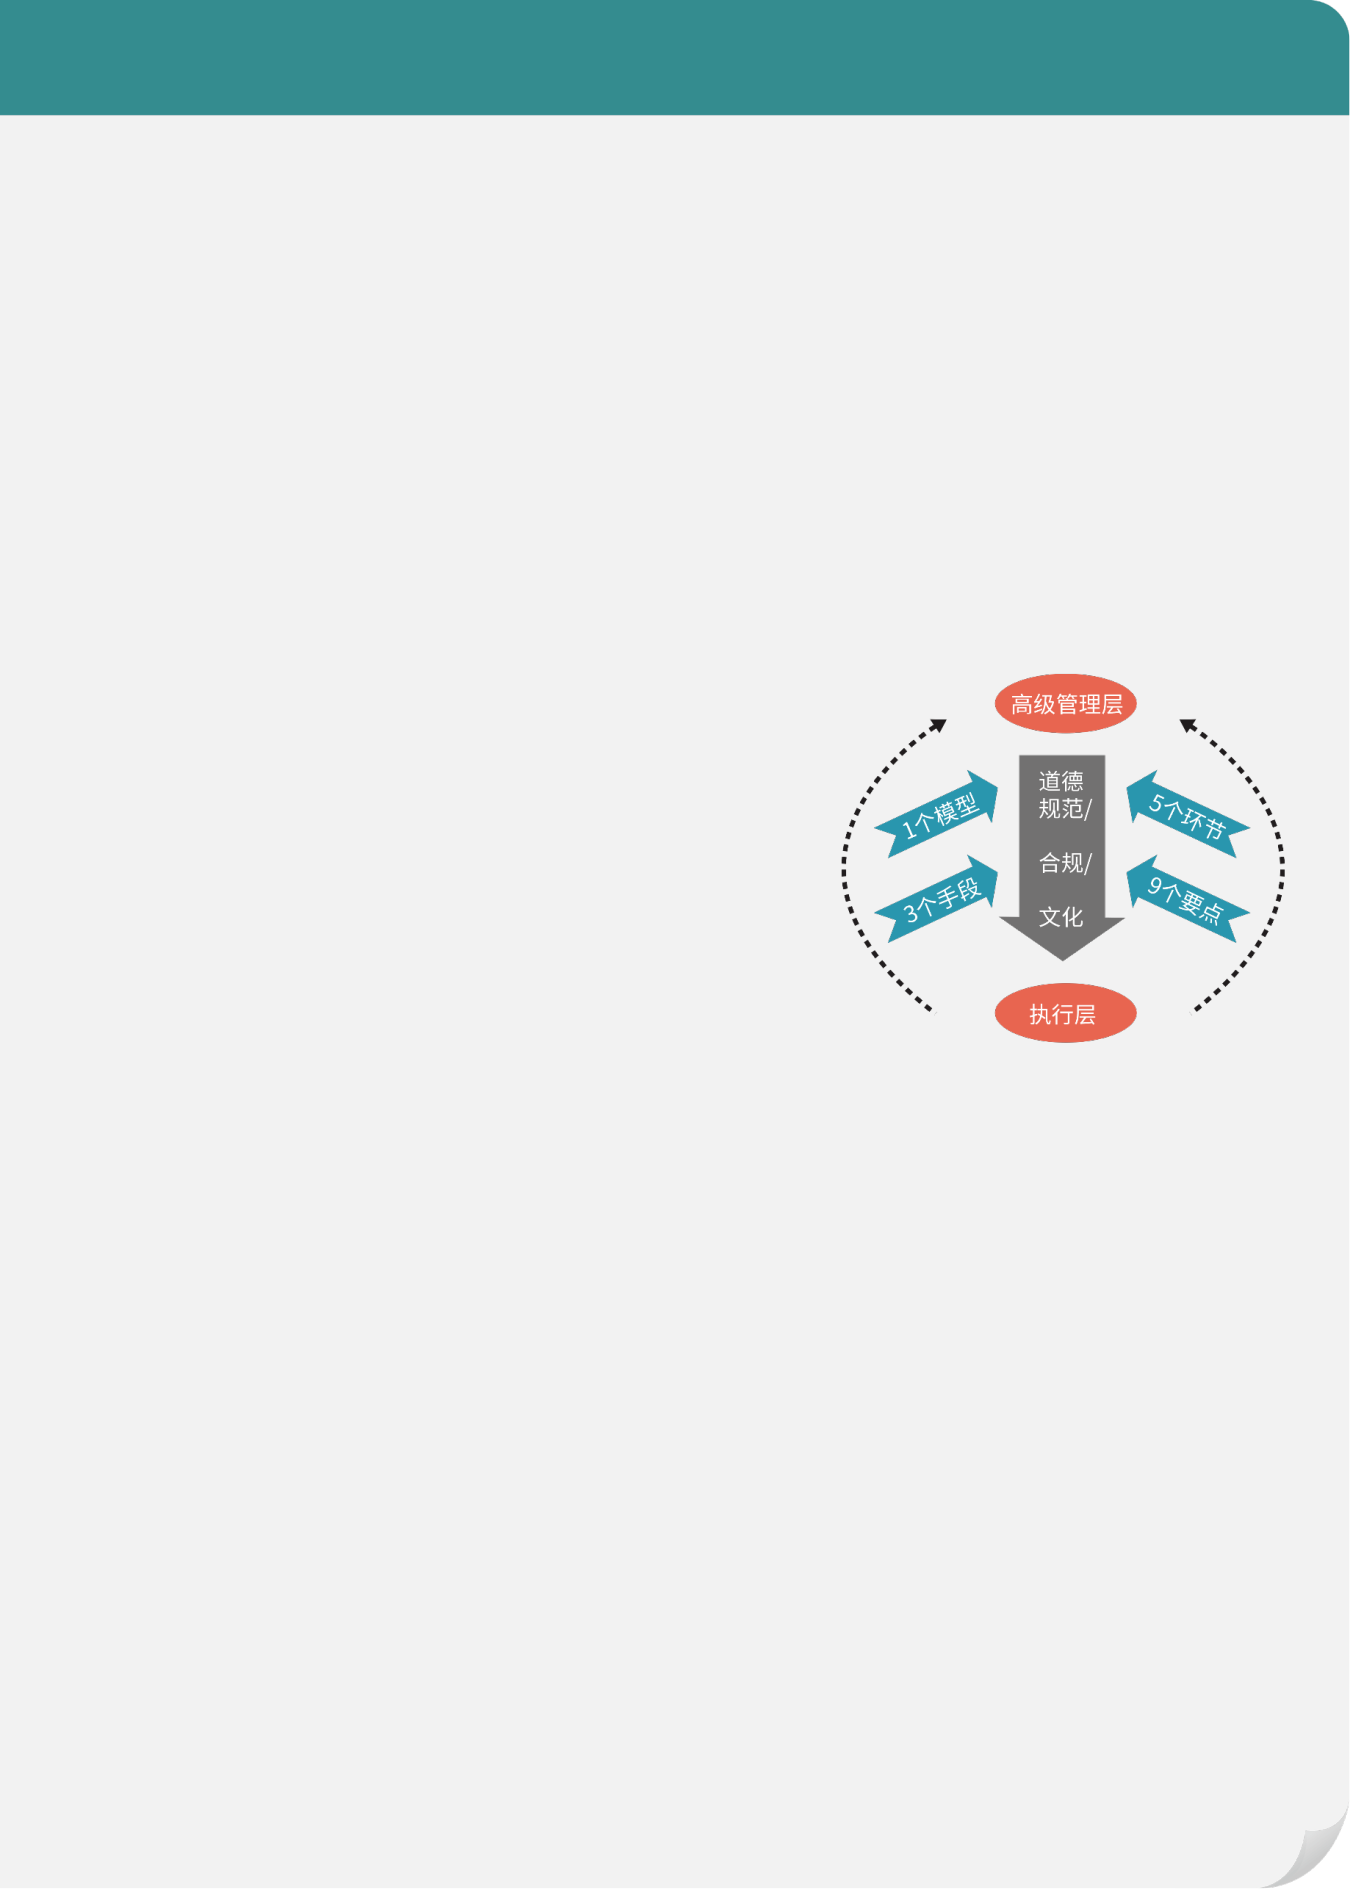 高级管理层
道德
规范/
合规/
文化
1个模型
5个环节
3个手段
9个要点
执行层